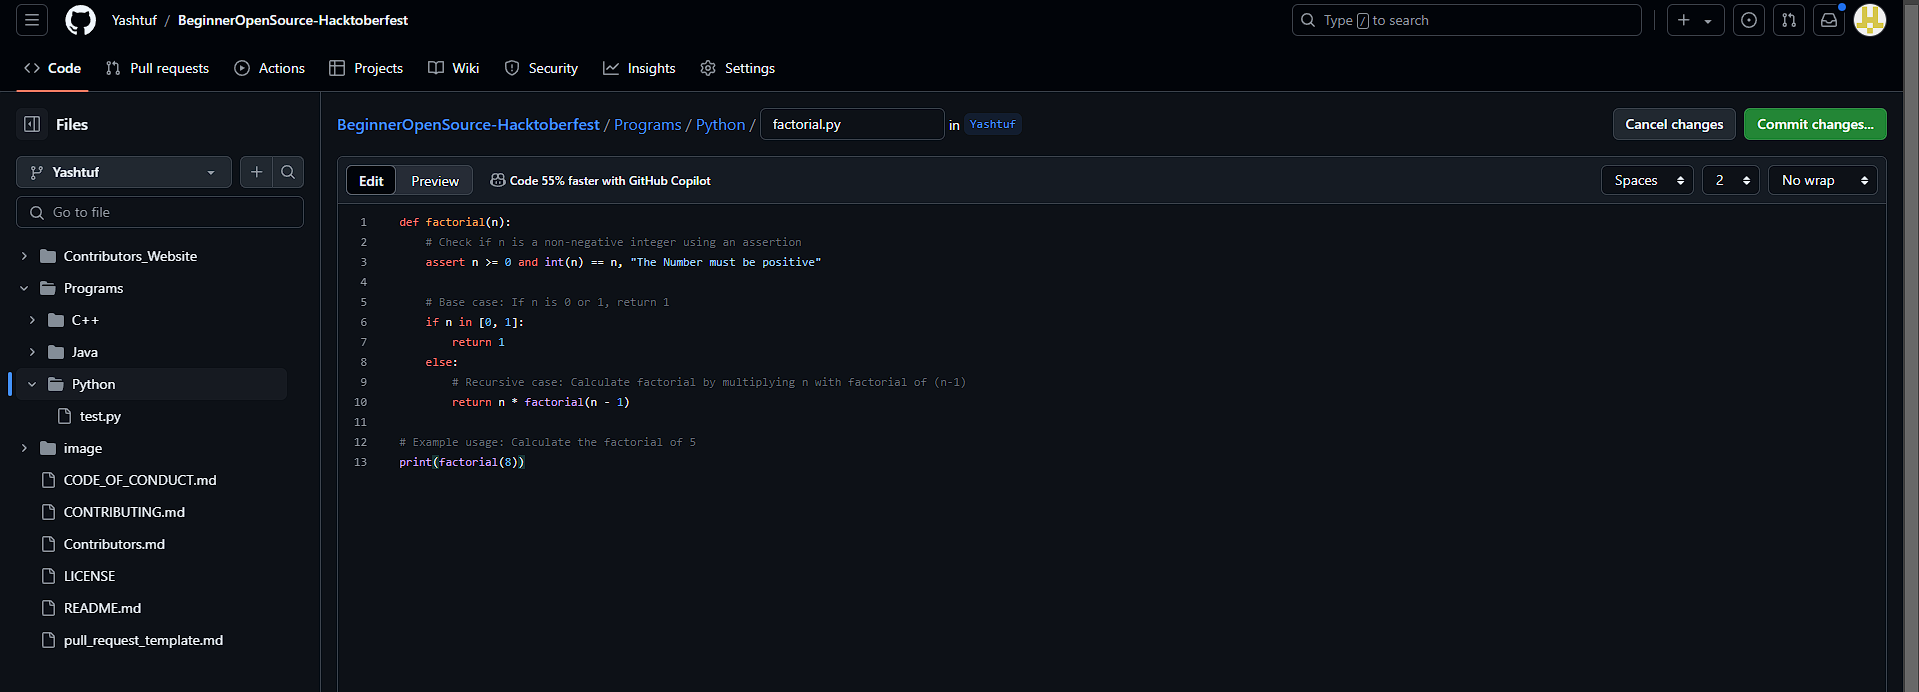 Yashtuf / BeginnerOpenSource-Hacktoberfest
Type / to search
Code Pull requests Actions Projects Wiki Security Insights Settings
Files
Yashtuf
Go to file
Contributors_Website
Programs
C++
Java
Python
test.py
image
CODE_OF_CONDUCT.md
CONTRIBUTING.md
Contributors.md
LICENSE
README.md
pull_request_template.md
BeginnerOpenSource-Hacktoberfest / Programs / Python / factorial.py in Yashtuf
Cancel changes Commit changes...
Edit Preview Code 55% faster with GitHub Copilot
Spaces 2 No wrap
1 def factorial(n):
2     # Check if n is a non-negative integer using an assertion
3     assert n >= 0 and int(n) == n, "The Number must be positive"
4
5     # Base case: If n is 0 or 1, return 1
6     if n in [0, 1]:
7         return 1
8     else:
9         # Recursive case: Calculate factorial by multiplying n with factorial of (n-1)
10         return n * factorial(n - 1)
11
12 # Example usage: Calculate the factorial of 5
13 print(factorial(8))